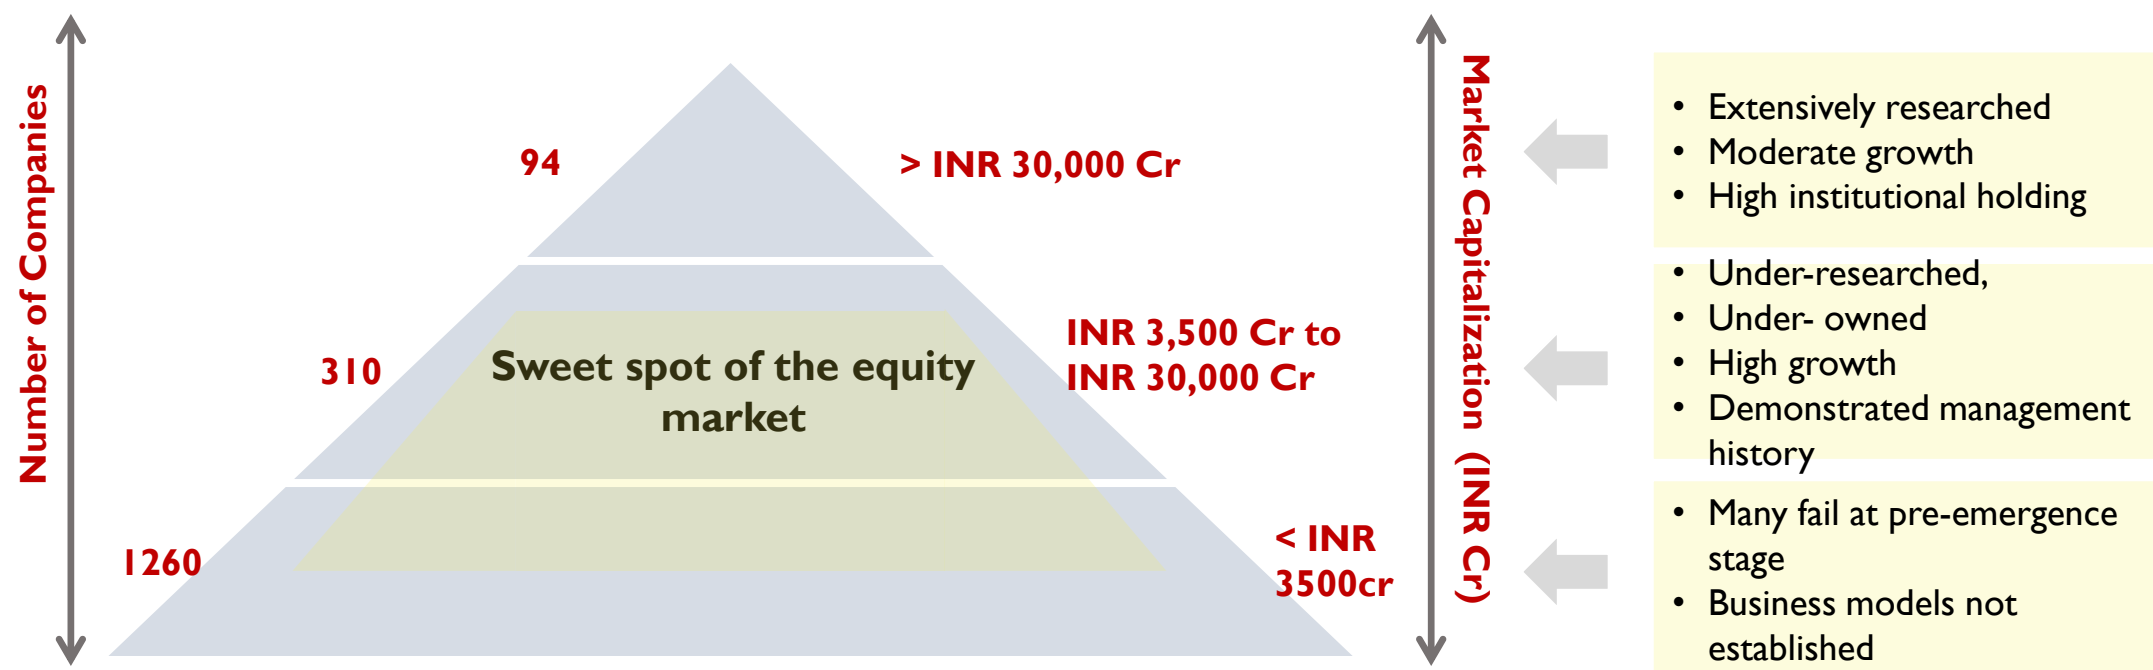 Number of Companies
94
> INR 30,000 Cr
310
INR 3,500 Cr to
INR 30,000 Cr
Sweet spot of the equity
market
1260
< INR
3500cr
Market Capitalization (INR Cr)
• Extensively researched
• Moderate growth
• High institutional holding
• Under-researched,
• Under- owned
• High growth
• Demonstrated management
history
• Many fail at pre-emergence
stage
• Business models not
established